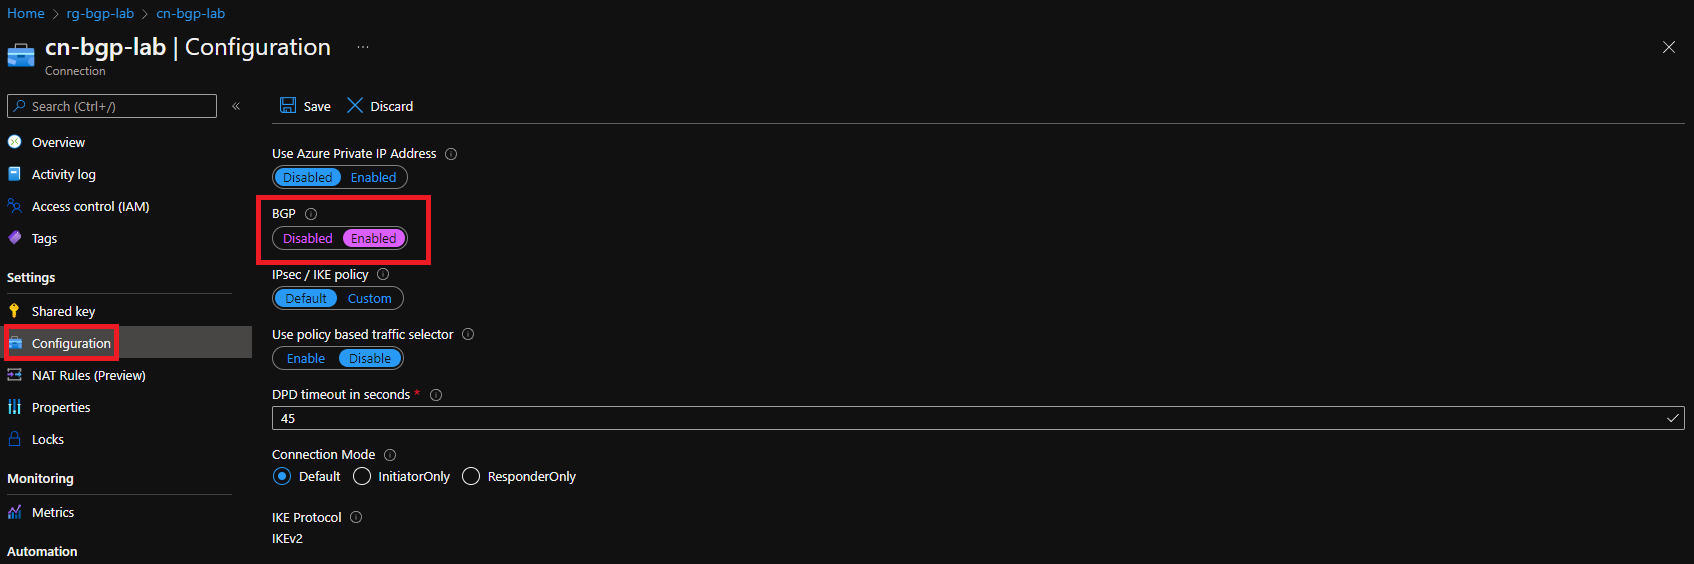 Home > rg-bgp-lab > cn-bgp-lab
cn-bgp-lab | Configuration ...
Connection
Search (Ctrl+/)
«
Overview
Activity log
Access control (IAM)
Tags
Settings
Shared key
Configuration
NAT Rules (Preview)
Properties
Locks
Monitoring
Metrics
Automation
Save Discard
Use Azure Private IP Address
Disabled Enabled
BGP
Disabled Enabled
IPsec / IKE policy
Default Custom
Use policy based traffic selector
Enable Disable
DPD timeout in seconds *
45
Connection Mode
Default InitiatorOnly ResponderOnly
IKE Protocol
IKEv2